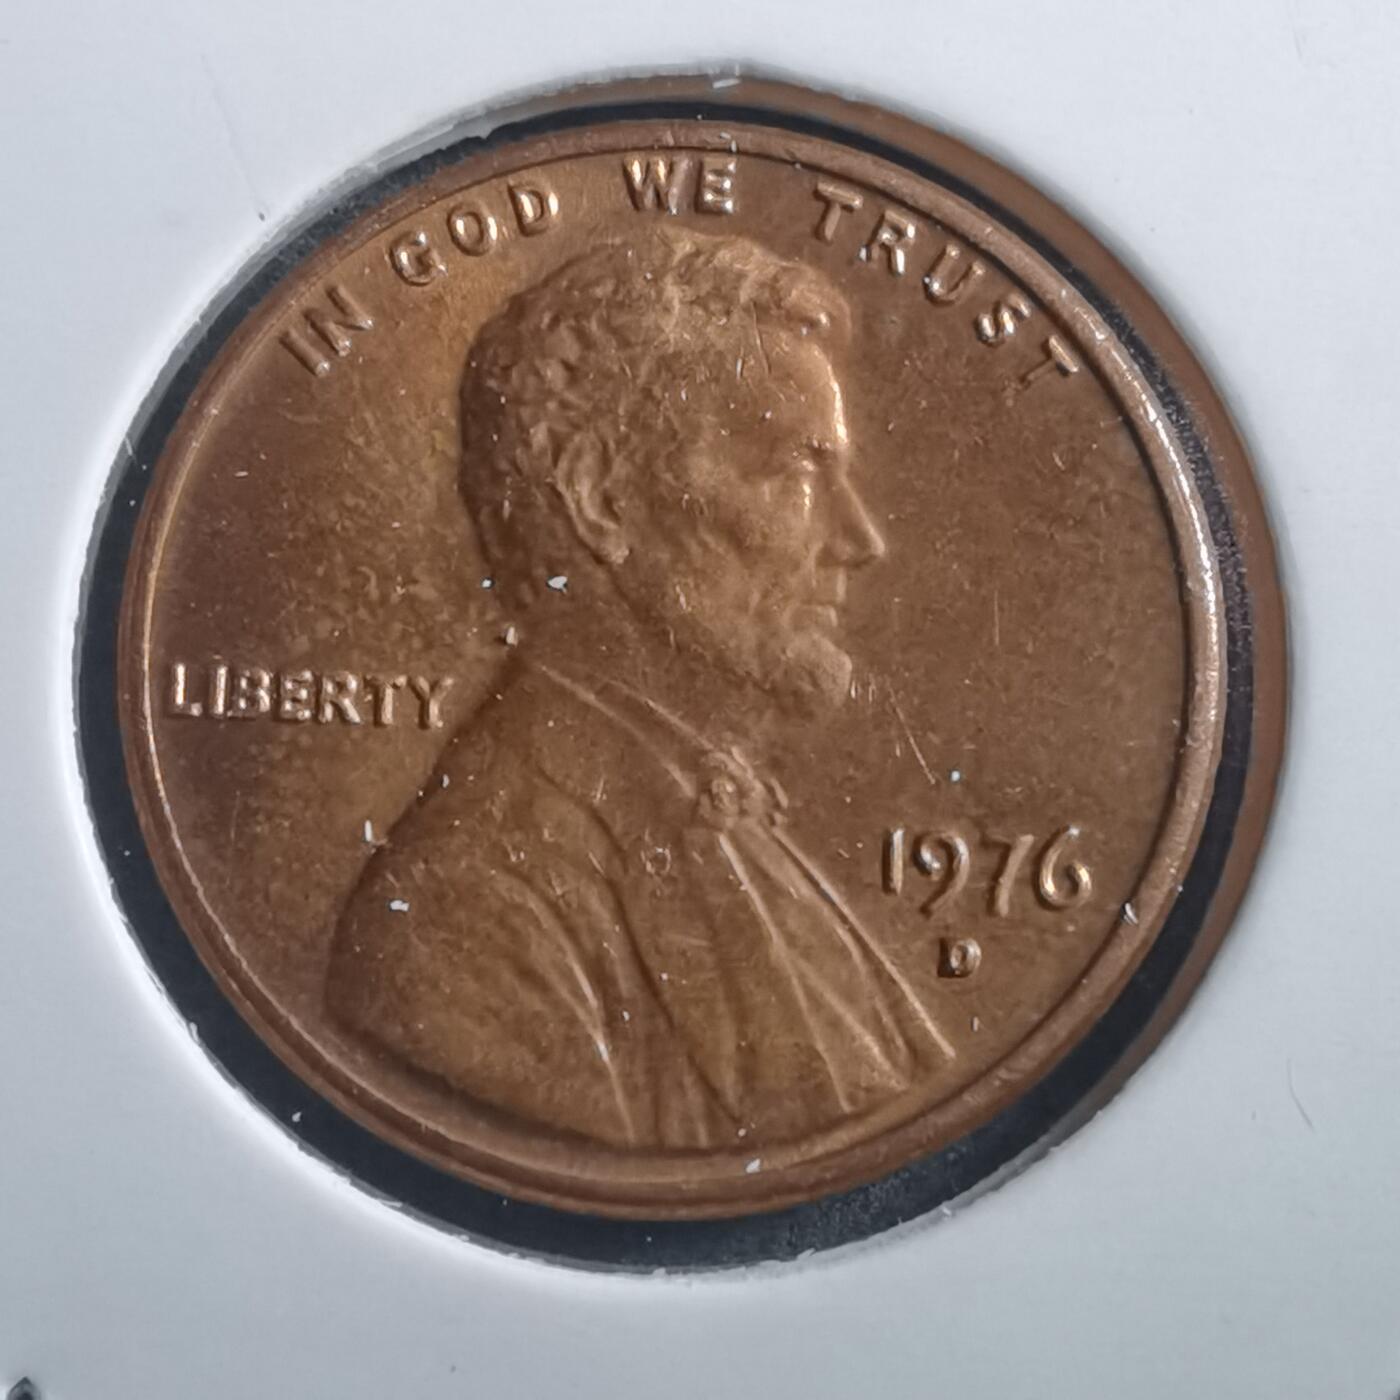 IN GOD WE TRUST
LIBERTY
1976
D